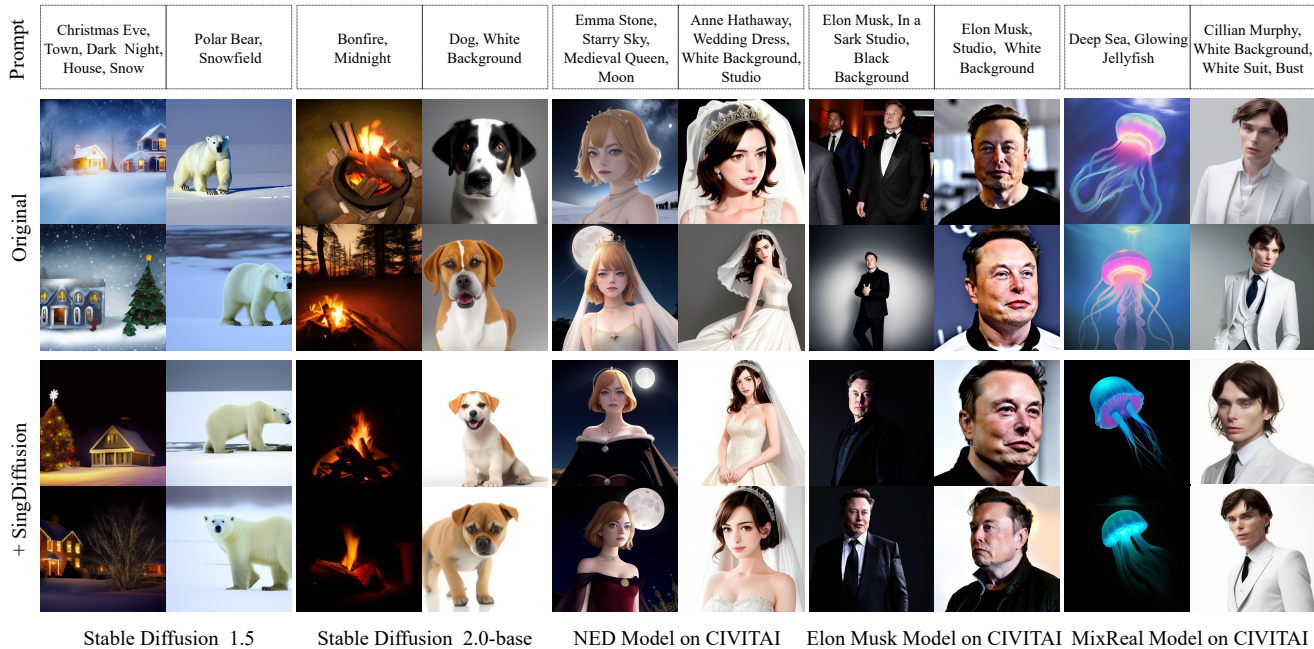 Prompt
Christmas Eve,
Town, Dark Night,
House, Snow
Polar Bear,
Snowfield
Bonfire,
Midnight
Dog, White
Background
Emma Stone,
Starry Sky,
Medieval Queen,
Moon
Anne Hathaway,
Wedding Dress,
White Background,
Studio
Elon Musk, In a
Sark Studio,
Black
Background
Elon Musk,
Studio, White
Background
Deep Sea, Glowing
Jellyfish
Cillian Murphy,
White Background,
White Suit, Bust
Original
+ SingDiffusion
Stable Diffusion 1.5
Stable Diffusion 2.0-base
NED Model on CIVITAI
Elon Musk Model on CIVITAI
MixReal Model on CIVITAI